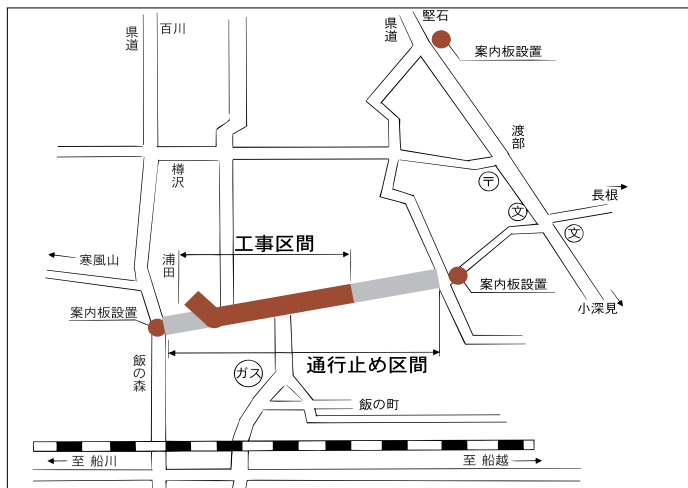 堅石
県道
百川
県道
案内板設置
渡部
樽沢
〒
長根
文
文
工事区間
浦田
寒風山
案内板設置
小深見
案内板設置
通行止め区間
飯の森
ガス
飯の町
至 船川
至 船越